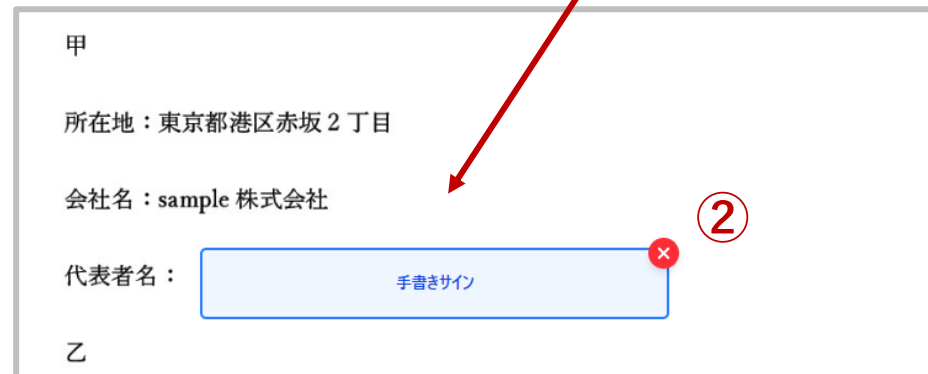 甲
所在地：東京都港区赤坂２丁目
会社名：sample 株式会社
②
代表者名：
手書きサイン
乙